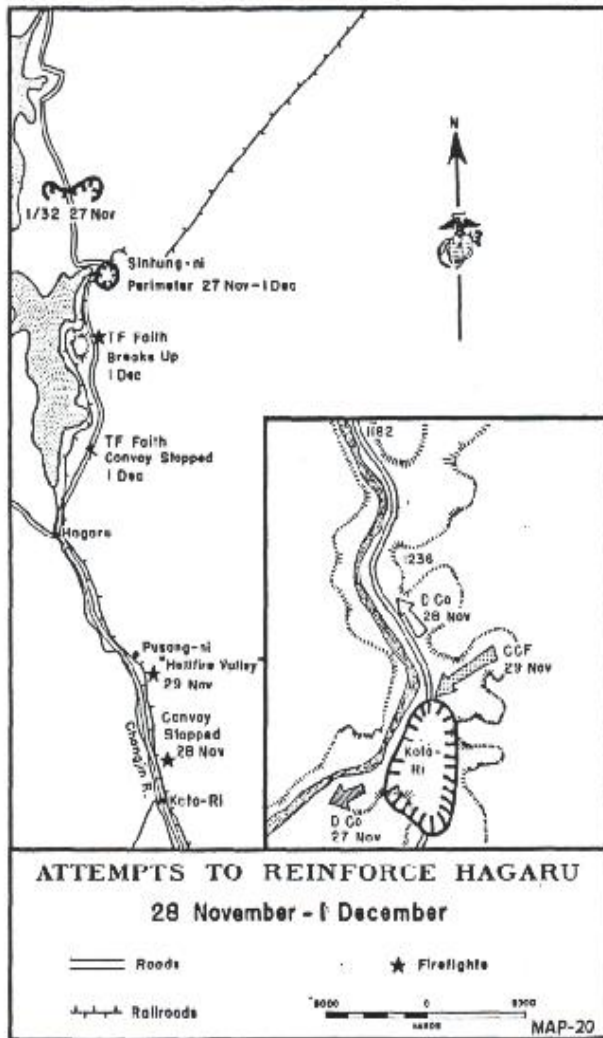 N
1/32 27 Nov
Sinhung-ni
Perimeter 27 Nov-1 Dec
TF Faith
Breaks Up
1 Dec
TF Faith
Convoy Stopped
1 Dec
Hagaru
Pusong-ni
"Hellfire Valley"
29 Nov
Convoy
Stopped
28 Nov
Changjin R.
Koto-Ri
1182
1236
D Co
28 Nov
CCF
29 Nov
Koto-
Ri
D Co
27 Nov
ATTEMPTS TO REINFORCE HAGARU
28 November - 1 December
Roads
Firefights
Railroads
0
YARDS
MAP-20